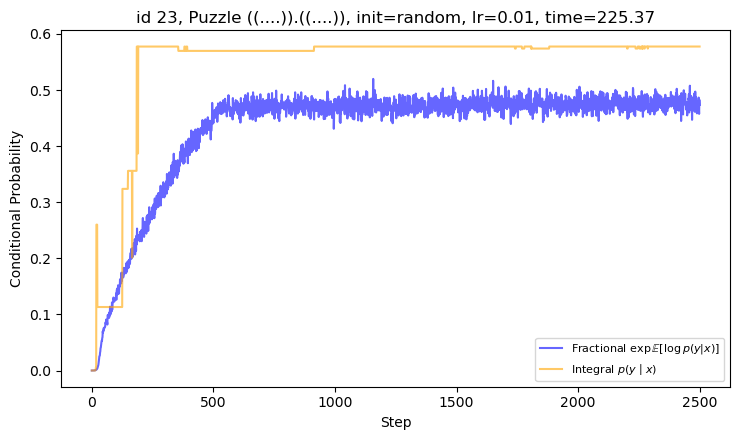 id 23, Puzzle ((....)).((....)), init=random, lr=0.01, time=225.37
Conditional Probability
0.6
0.5
0.4
0.3
0.2
0.1
0.0
Fractional exp 𝔼[log p(y|x)]
Integral p(y | x)
0 500 1000 1500 2000 2500
Step